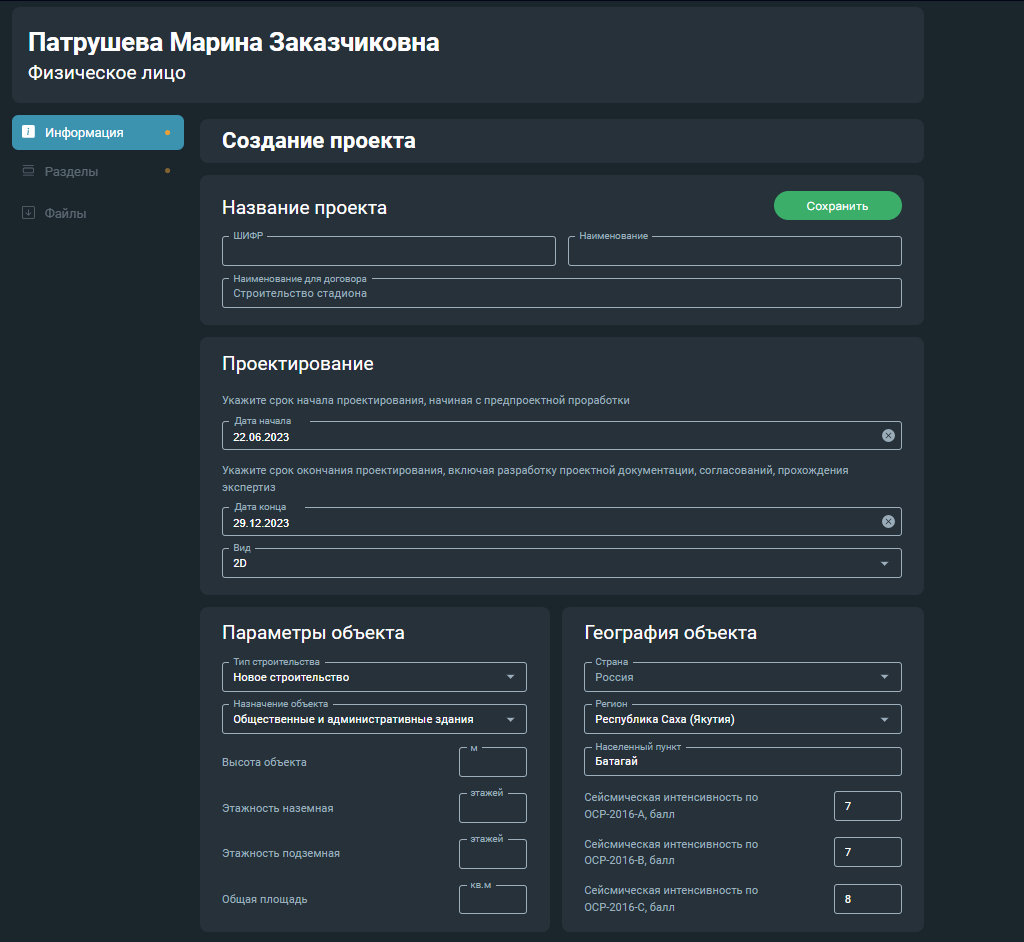 Патрушева Марина Заказчиковна
Физическое лицо
Информация
Разделы
Файлы
Создание проекта
Название проекта
Сохранить
ШИФР
Наименование
Наименование для договора
Строительство стадиона
Проектирование
Укажите срок начала проектирования, начиная с предпроектной проработки
Дата начала
22.06.2023
Укажите срок окончания проектирования, включая разработку проектной документации, согласований, прохождения
экспертиз
Дата конца
29.12.2023
Вид
2D
Параметры объекта
Тип строительства
Новое строительство
Назначение объекта
Общественные и административные здания
Высота объекта
м
Этажность наземная
этажей
Этажность подземная
этажей
Общая площадь
кв.м
География объекта
Страна
Россия
Регион
Республика Саха (Якутия)
Населенный пункт
Батагай
Сейсмическая интенсивность по
ОСР-2016-А, балл
7
Сейсмическая интенсивность по
ОСР-2016-В, балл
7
Сейсмическая интенсивность по
ОСР-2016-С, балл
8